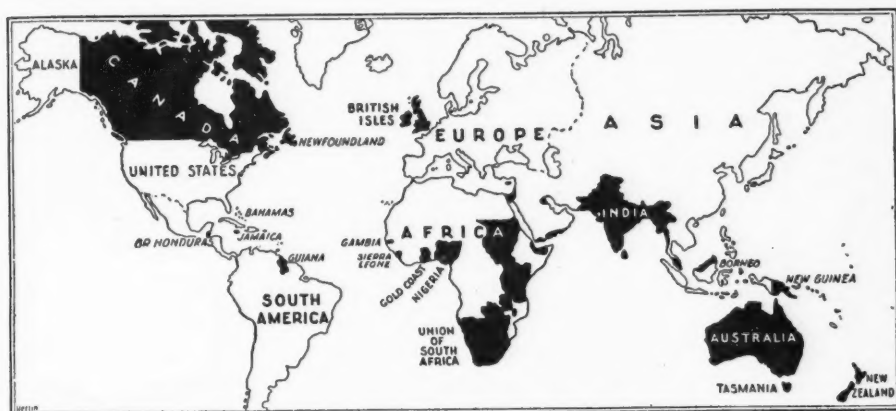 ALASKA
CANADA
BRITISH
ISLES
NEWFOUNDLAND
EUROPE
ASIA
UNITED STATES
BAHAMAS
JAMAICA
BR HONDURAS
GUIANA
SOUTH
AMERICA
AFRICA
GAMBIA
SIERRA
LEONE
GOLD COAST
NIGERIA
UNION
OF
SOUTH
AFRICA
INDIA
BORNEO
NEW GUINEA
AUSTRALIA
TASMANIA
NEW
ZEALAND